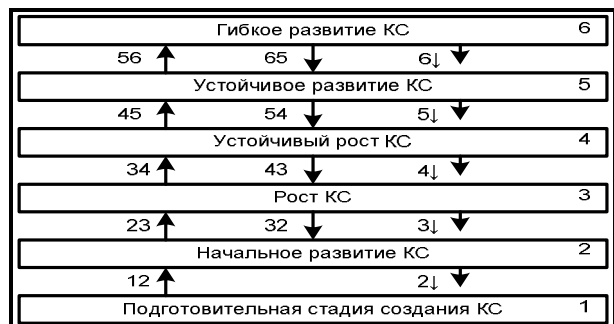 Гибкое развитие КС 6
56 65 6↓
Устойчивое развитие КС 5
45 54 5↓
Устойчивый рост КС 4
34 43 4↓
Рост КС 3
23 32 3↓
Начальное развитие КС 2
12 2↓
Подготовительная стадия создания КС 1